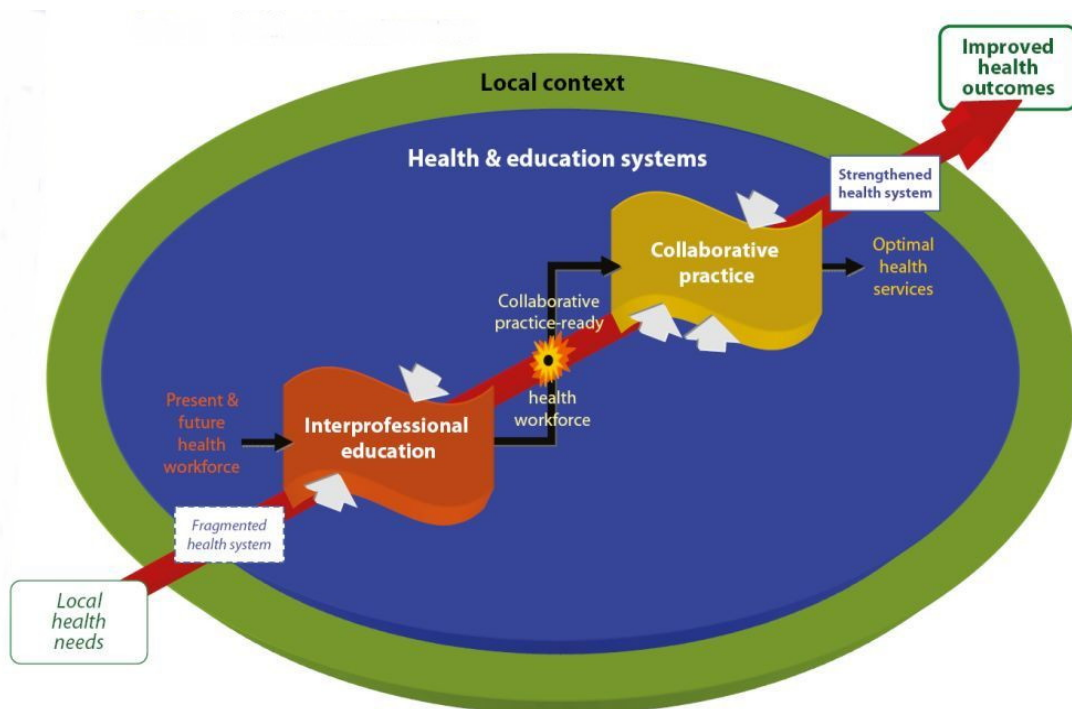 Improved
health
outcomes
Local context
Health & education systems
Strengthened
health system
Collaborative
practice
Optimal
health
services
Collaborative
practice-ready
health
workforce
Present &
future
health
workforce
Interprofessional
education
Fragmented
health system
Local
health
needs